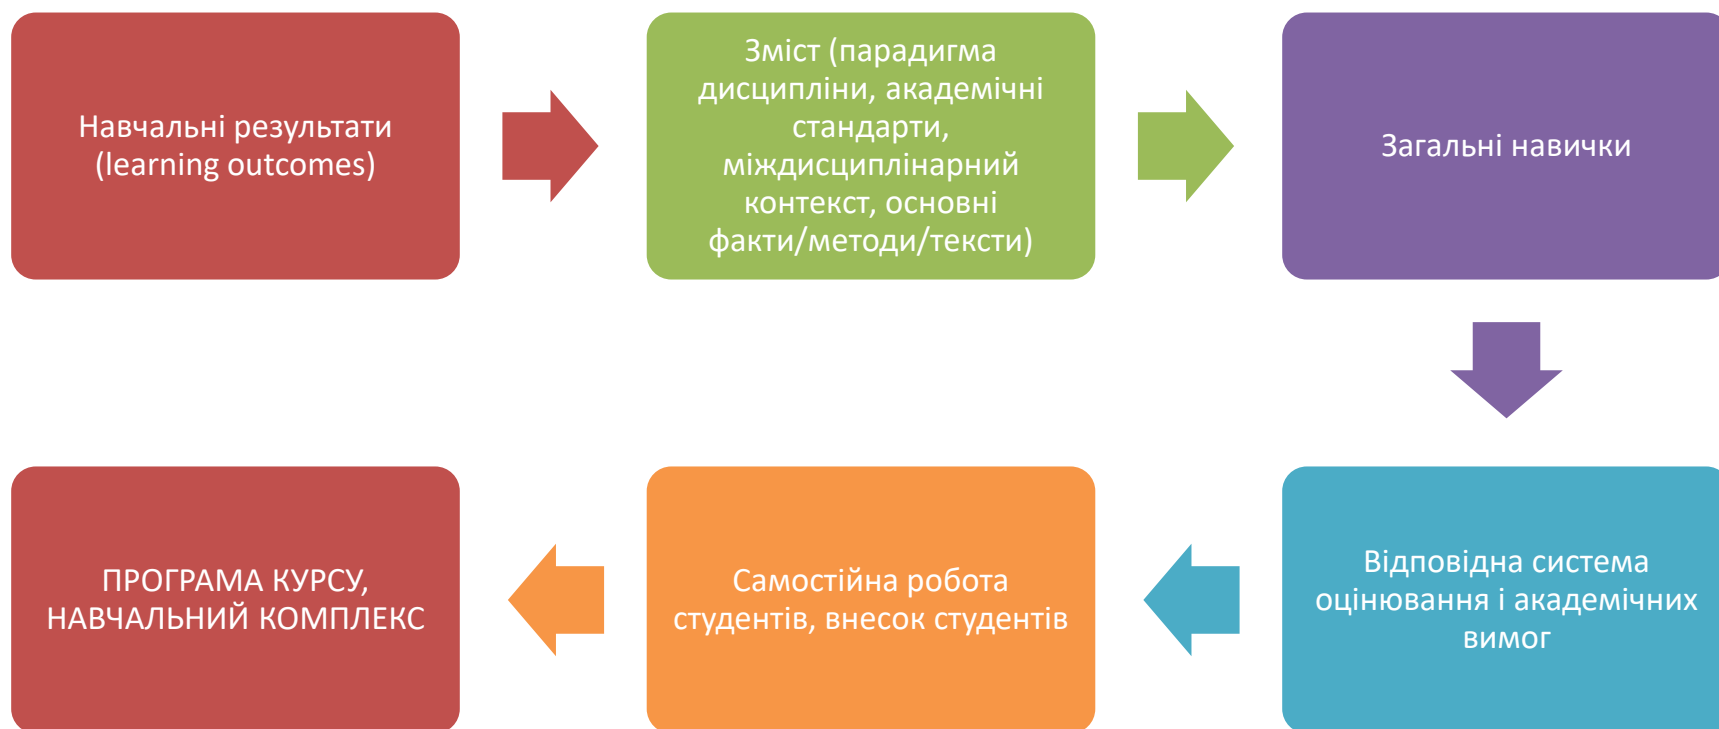 Навчальні результати
(learning outcomes)
Зміст (парадигма
дисципліни, академічні
стандарти,
міждисциплінарний
контекст, основні
факти/методи/тексти)
Загальні навички
Відповідна система
оцінювання і академічних
вимог
Самостійна робота
студентів, внесок студентів
ПРОГРАМА КУРСУ,
НАВЧАЛЬНИЙ КОМПЛЕКС